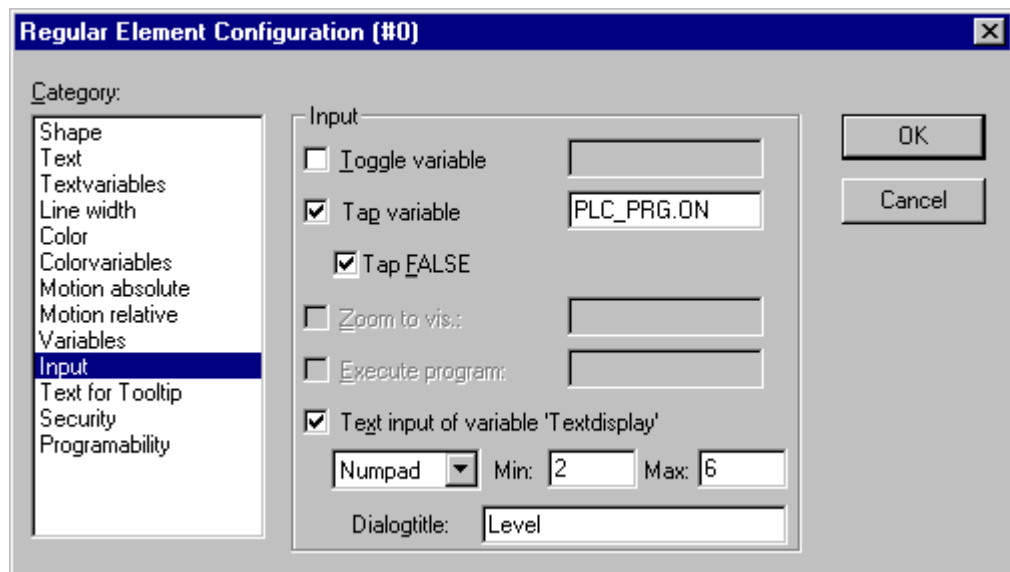 Regular Element Configuration (#0)
Category:
Shape
Text
Textvariables
Line width
Color
Colorvariables
Motion absolute
Motion relative
Variables
Input
Text for Tooltip
Security
Programability
Input
Toggle variable
Tap variable PLC_PRG.ON
Tap FALSE
Zoom to vis.:
Execute program:
Text input of variable 'Textdisplay'
Numpad Min: 2 Max: 6
Dialogtitle: Level
OK
Cancel